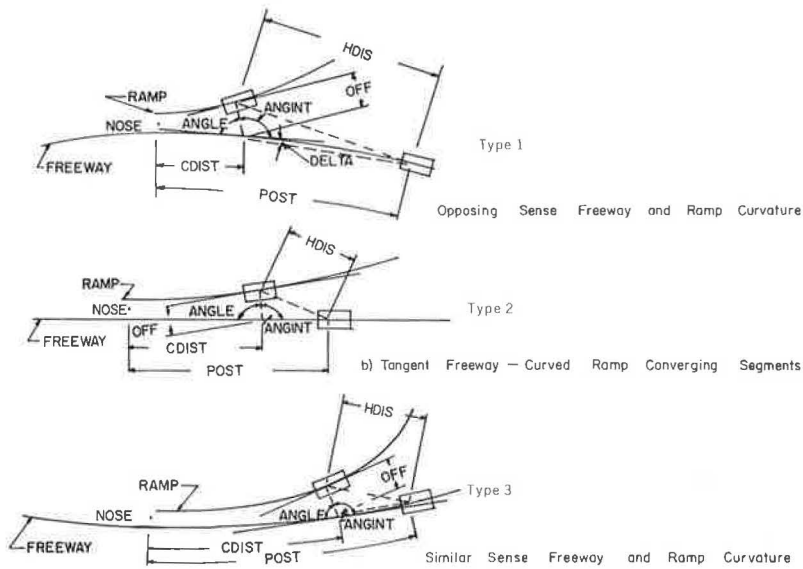 HDIS
OFF
RAMP
ANGINT
NOSE
ANGLE
Type 1
FREEWAY
CDIST
DELTA
POST
Opposing Sense Freeway and Ramp Curvature
HDIS
RAMP
NOSE
ANGLE
Type 2
FREEWAY
OFF
ANGINT
CDIST
POST
b) Tangent Freeway — Curved Ramp Converging Segments
HDIS
OFF
RAMP
Type 3
NOSE
ANGLE
ANGINT
FREEWAY
CDIST
POST
Similar Sense Freeway and Ramp Curvature